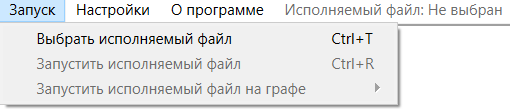 Запуск Настройки О программе Исполняемый файл: Не выбран
Выбрать исполняемый файл Ctrl+T
Запустить исполняемый файл Ctrl+R
Запустить исполняемый файл на графе